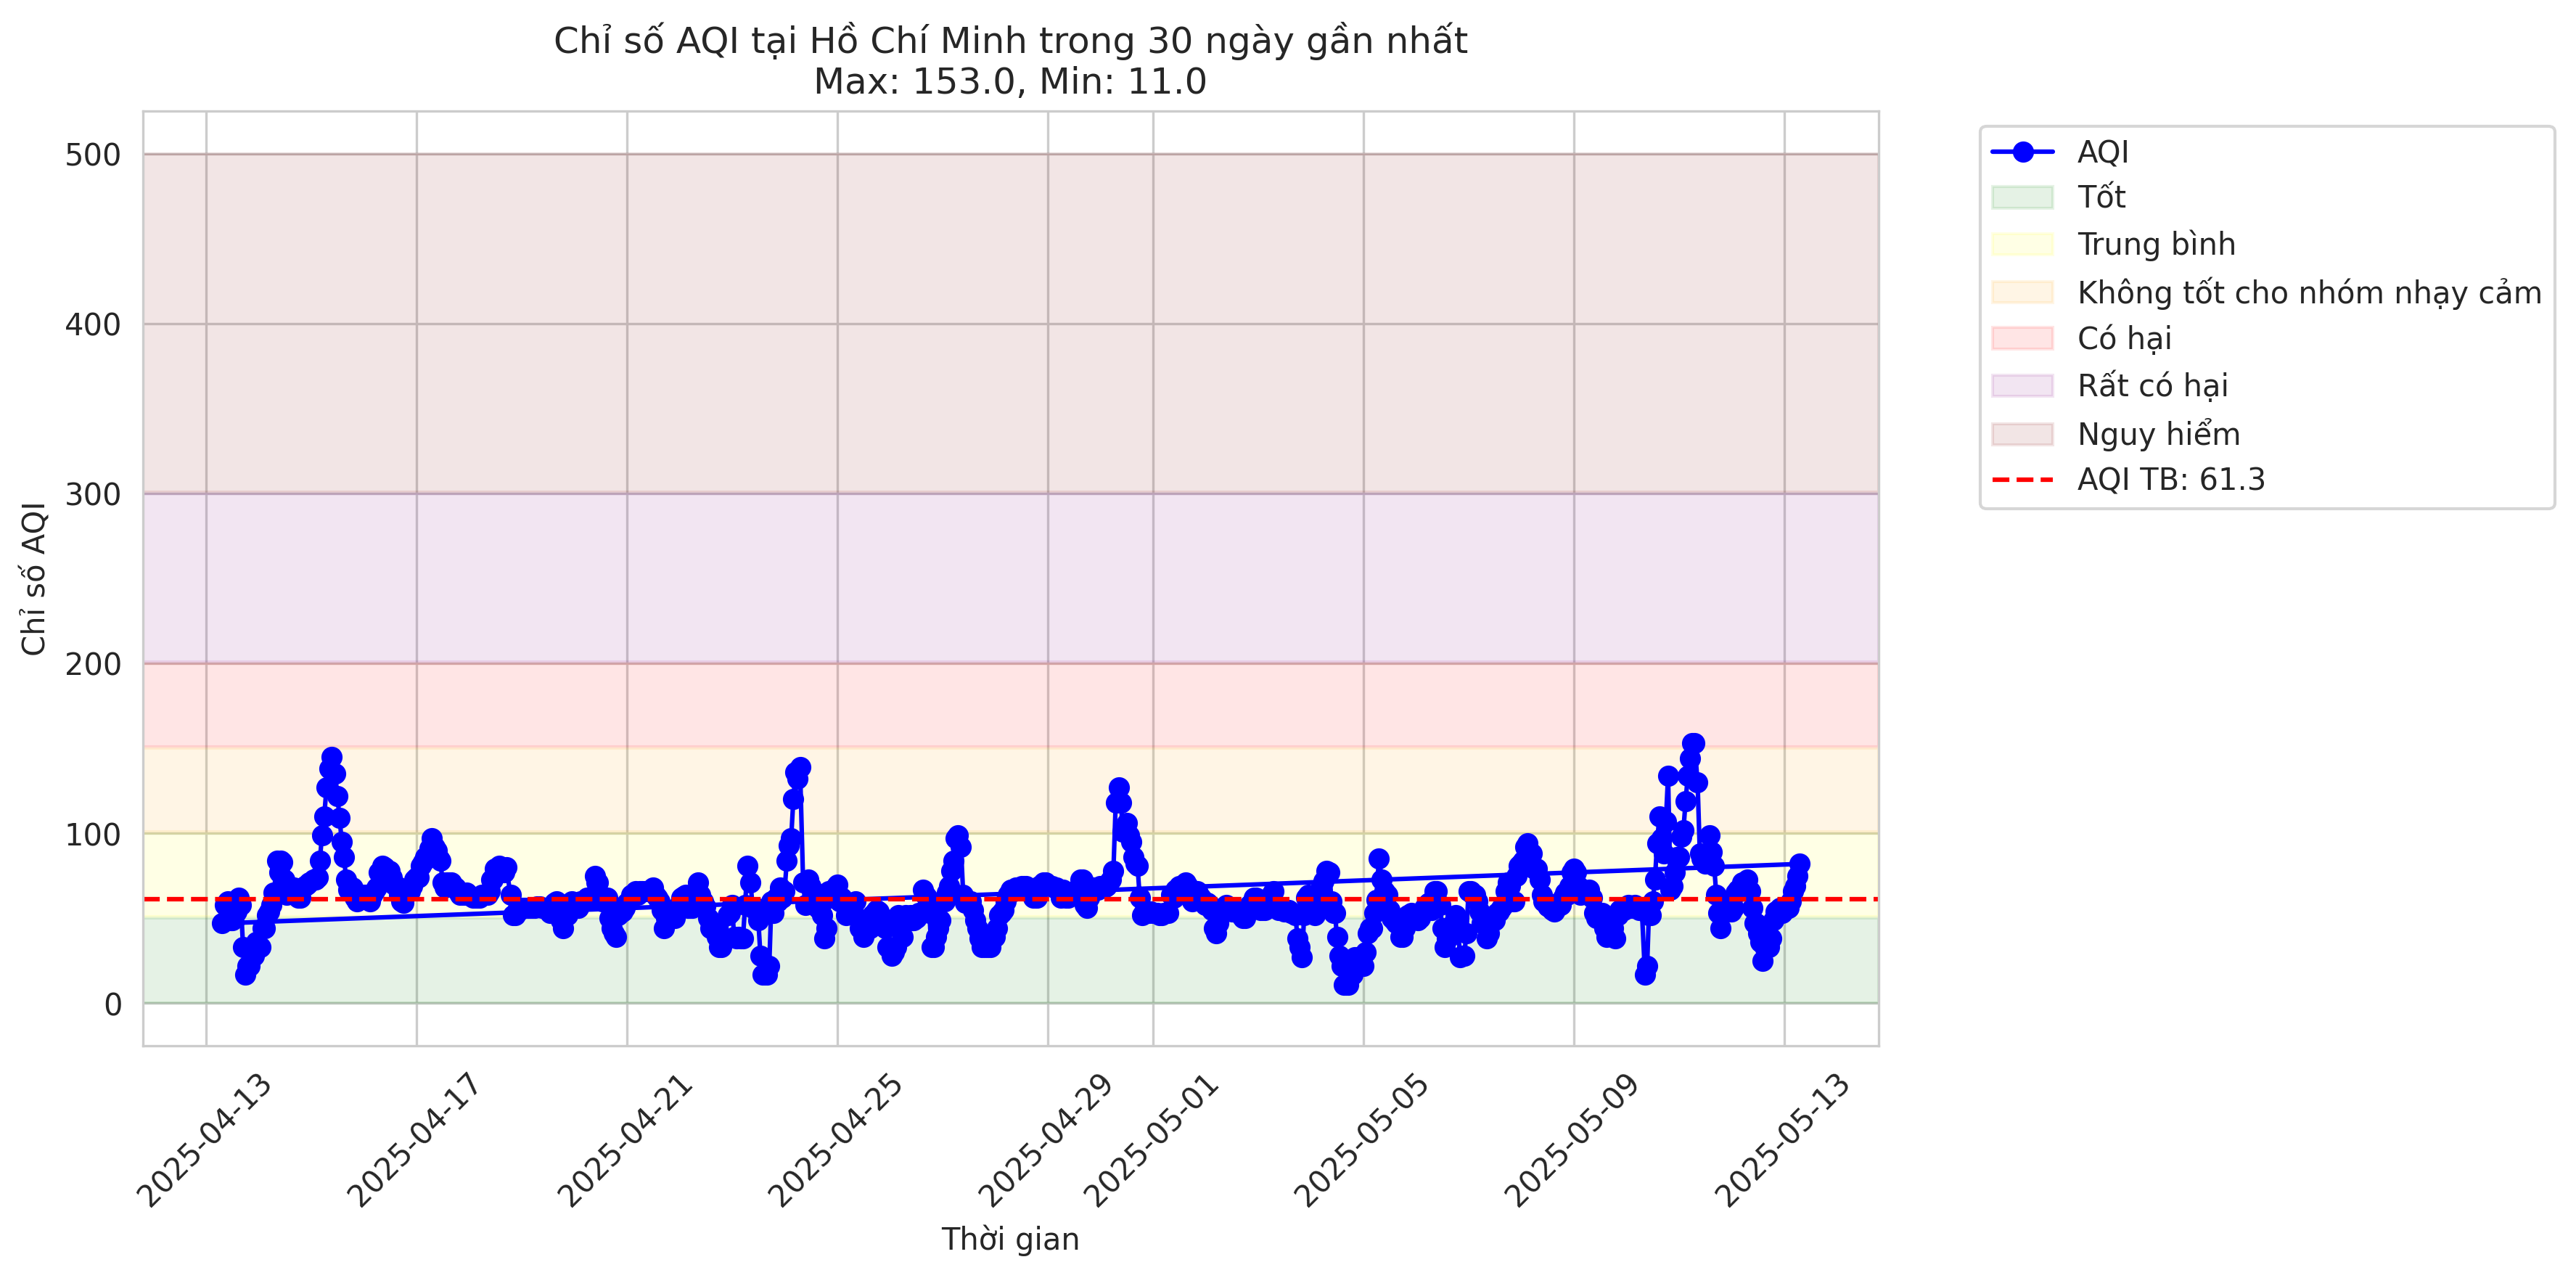 Chỉ số AQI tại Hồ Chí Minh trong 30 ngày gần nhất
Max: 153.0, Min: 11.0
Chỉ số AQI
500
400
300
200
100
0
2025-04-13
2025-04-17
2025-04-21
2025-04-25
2025-04-29
2025-05-01
2025-05-05
2025-05-09
2025-05-13
Thời gian
AQI
Tốt
Trung bình
Không tốt cho nhóm nhạy cảm
Có hại
Rất có hại
Nguy hiểm
AQI TB: 61.3